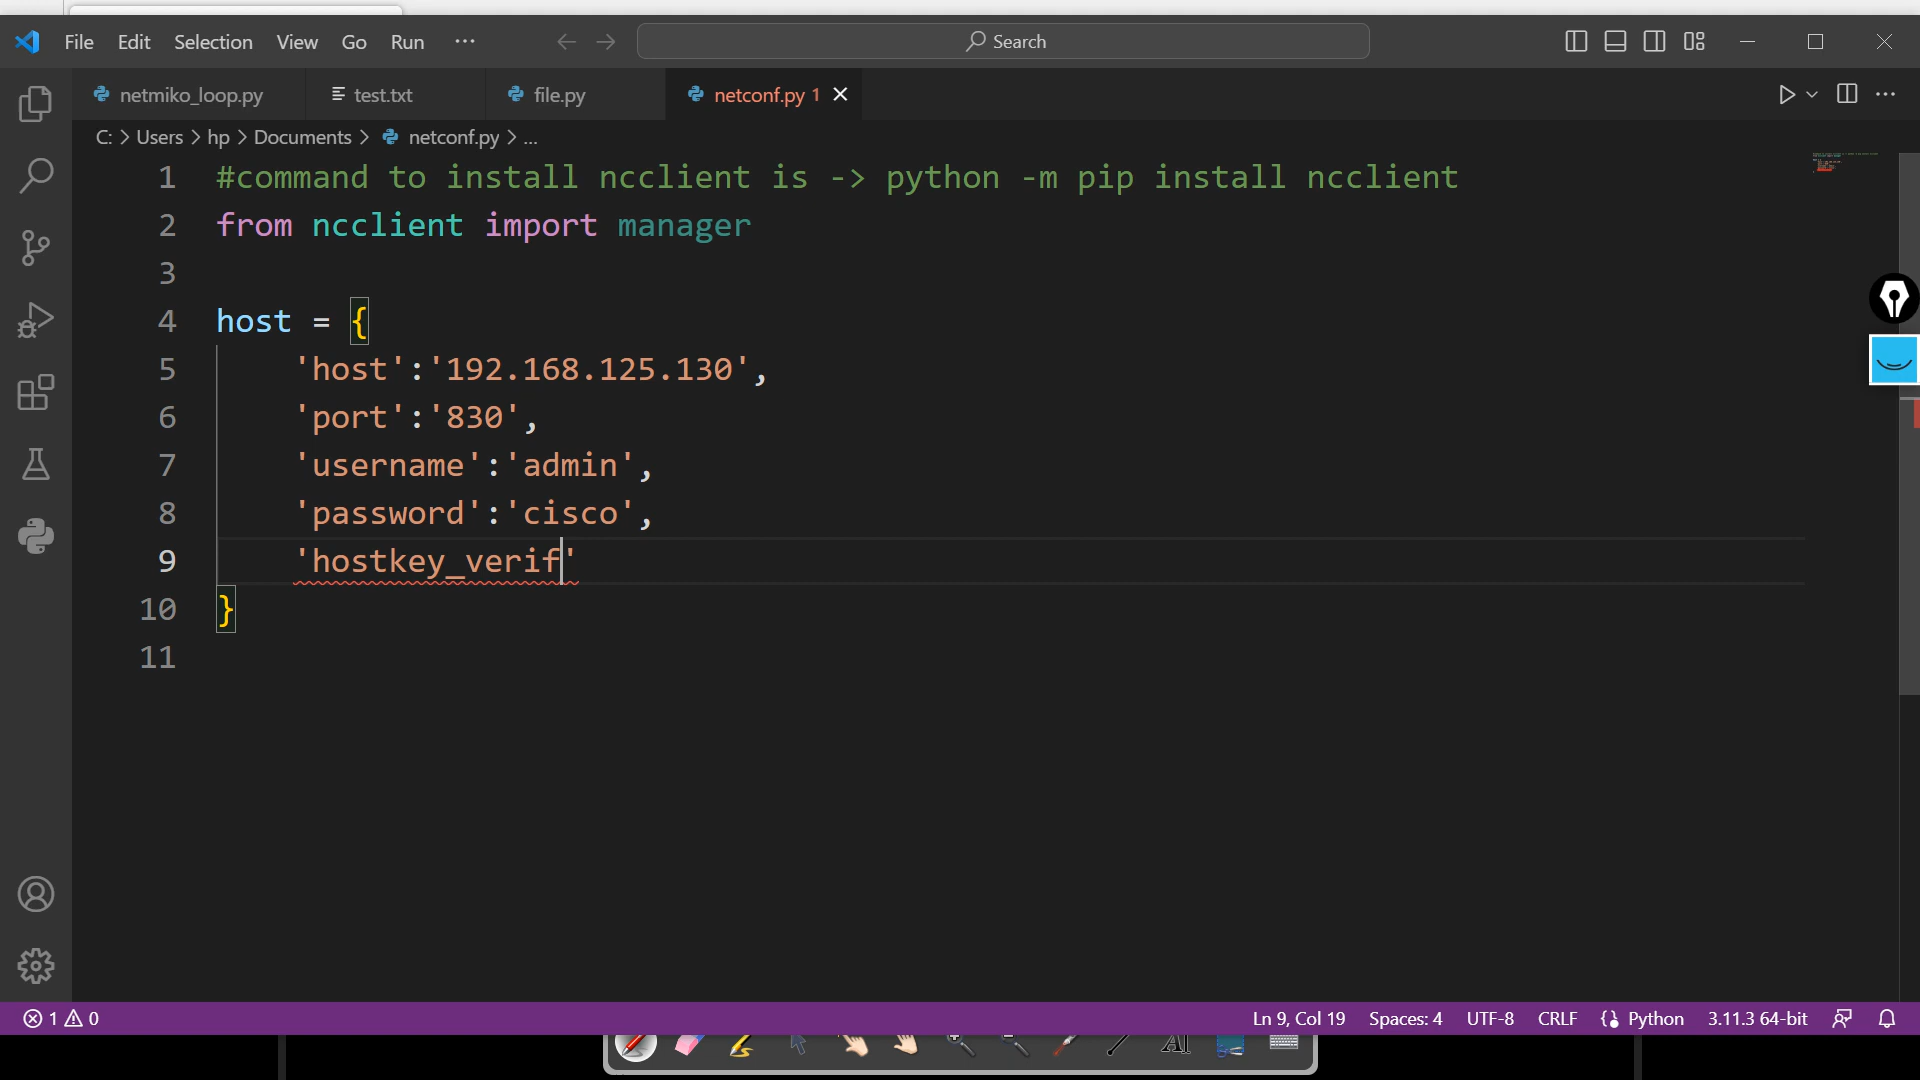 File Edit Selection View Go Run ··· Search
netmiko_loop.py test.txt file.py netconf.py 1
C: > Users > hp > Documents > netconf.py > ...
1 #command to install ncclient is -> python -m pip install ncclient
2 from ncclient import manager
3
4 host = {
5 'host':'192.168.125.130',
6 'port':'830',
7 'username':'admin',
8 'password':'cisco',
9 'hostkey_verif'
10 }
11
1 0 Ln 9, Col 19 Spaces: 4 UTF-8 CRLF Python 3.11.3 64-bit
AI